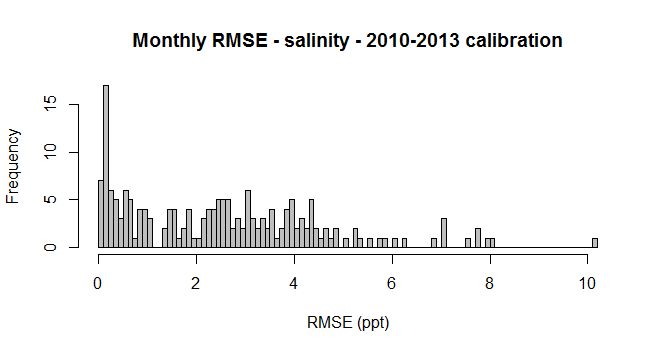 Monthly RMSE - salinity - 2010-2013 calibration
Frequency
15
10
5
0
0 2 4 6 8 10
RMSE (ppt)